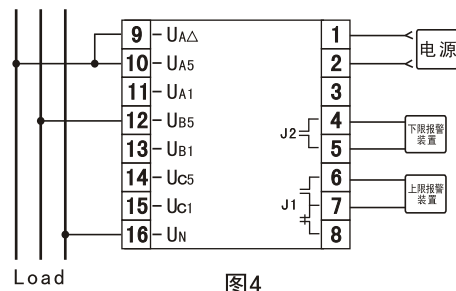 9 UA△ 1
10 UA5 2 电源
11 UA1 3
12 UB5 J2 4 下限报警
装置
13 UB1 5
14 UC5 6 上限报警
装置
15 UC1 J1 7
16 UN 8
Load
图4